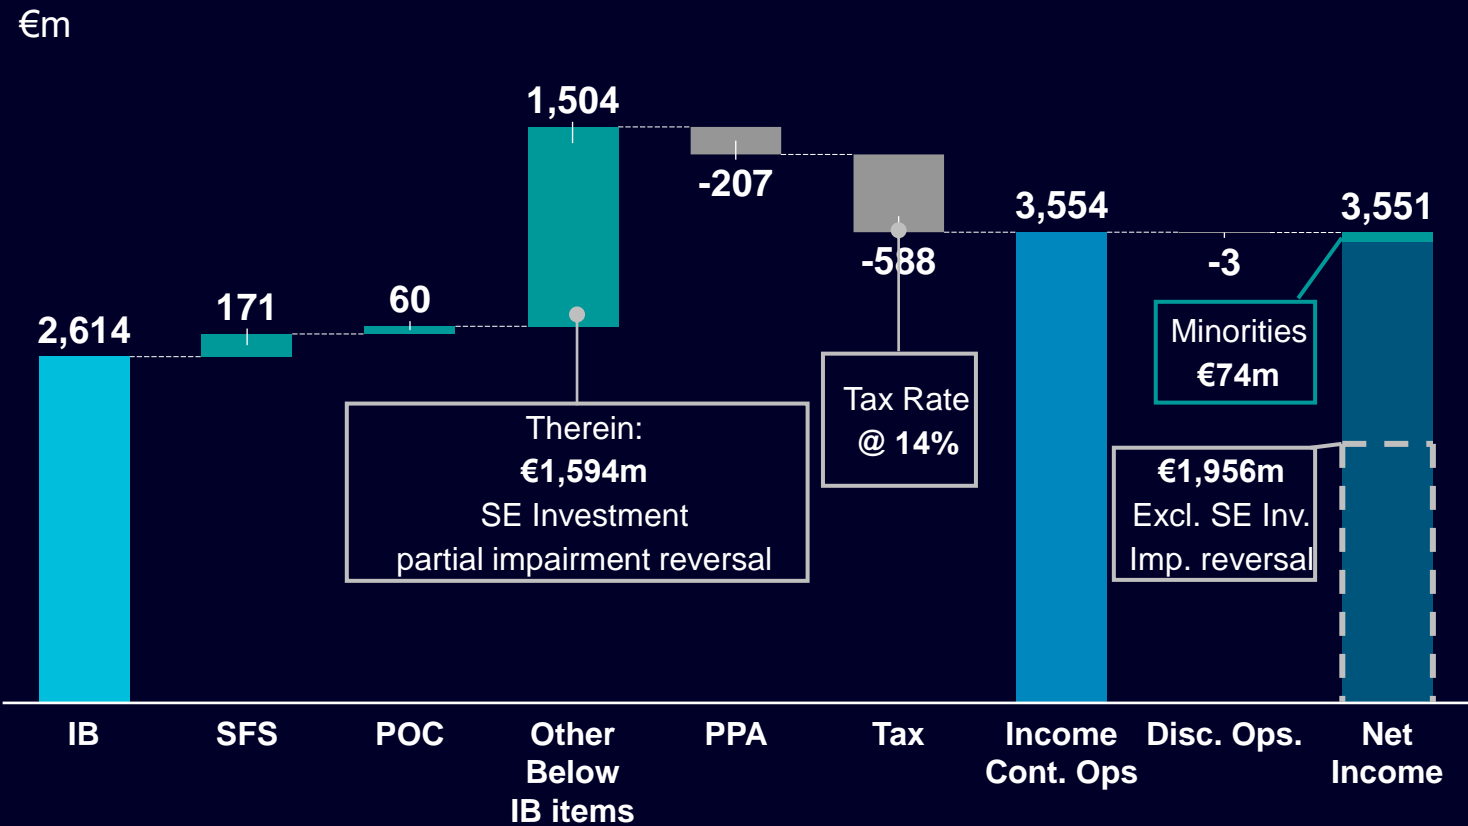 €m
2,614
171
60
1,504
-207
-588
3,554
-3
3,551
Therein:
€1,594m
SE Investment
partial impairment reversal
Tax Rate
@ 14%
Minorities
€74m
€1,956m
Excl. SE Inv.
Imp. reversal
IB
SFS
POC
Other
Below
IB items
PPA
Tax
Income
Cont. Ops
Disc. Ops.
Net
Income